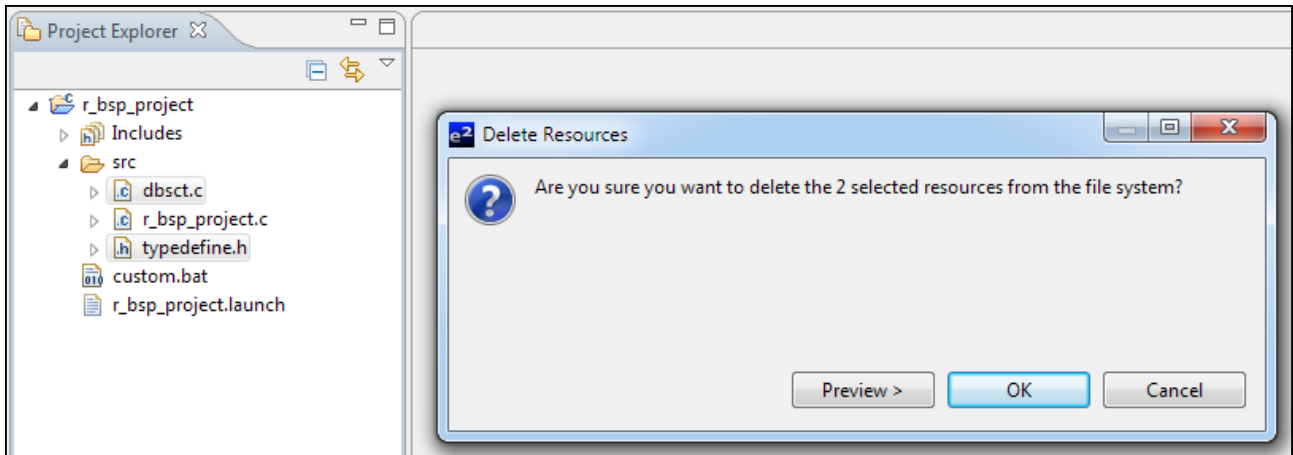 Project Explorer
r_bsp_project
Includes
src
dbsct.c
r_bsp_project.c
typedefine.h
custom.bat
r_bsp_project.launch
e2 Delete Resources
Are you sure you want to delete the 2 selected resources from the file system?
Preview > OK Cancel